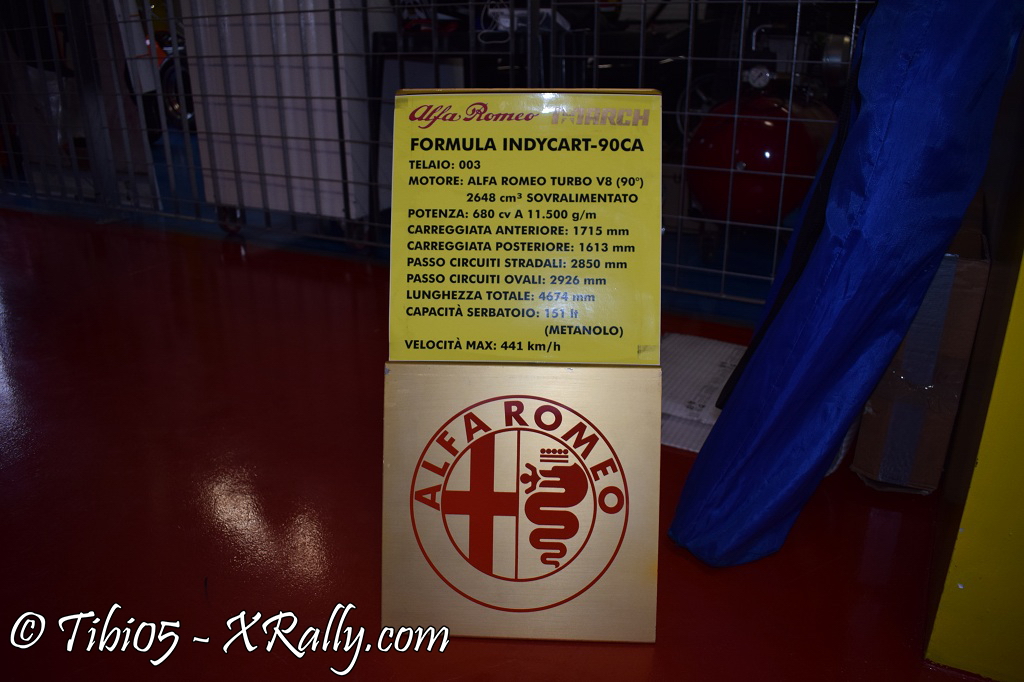 Alfa Romeo MARCH
FORMULA INDYCART-90CA
TELAIO: 003
MOTORE: ALFA ROMEO TURBO V8 (90°)
2648 cm³ SOVRALIMENTATO
POTENZA: 680 cv A 11.500 g/m
CARREGGIATA ANTERIORE: 1715 mm
CARREGGIATA POSTERIORE: 1613 mm
PASSO CIRCUITI STRADALI: 2850 mm
PASSO CIRCUITI OVALI: 2926 mm
LUNGHEZZA TOTALE: 4674 mm
CAPACITÀ SERBATOIO: 151 lt
(METANOLO)
VELOCITÀ MAX: 441 km/h
ALFA ROMEO
© Tibi05 - XRally.com